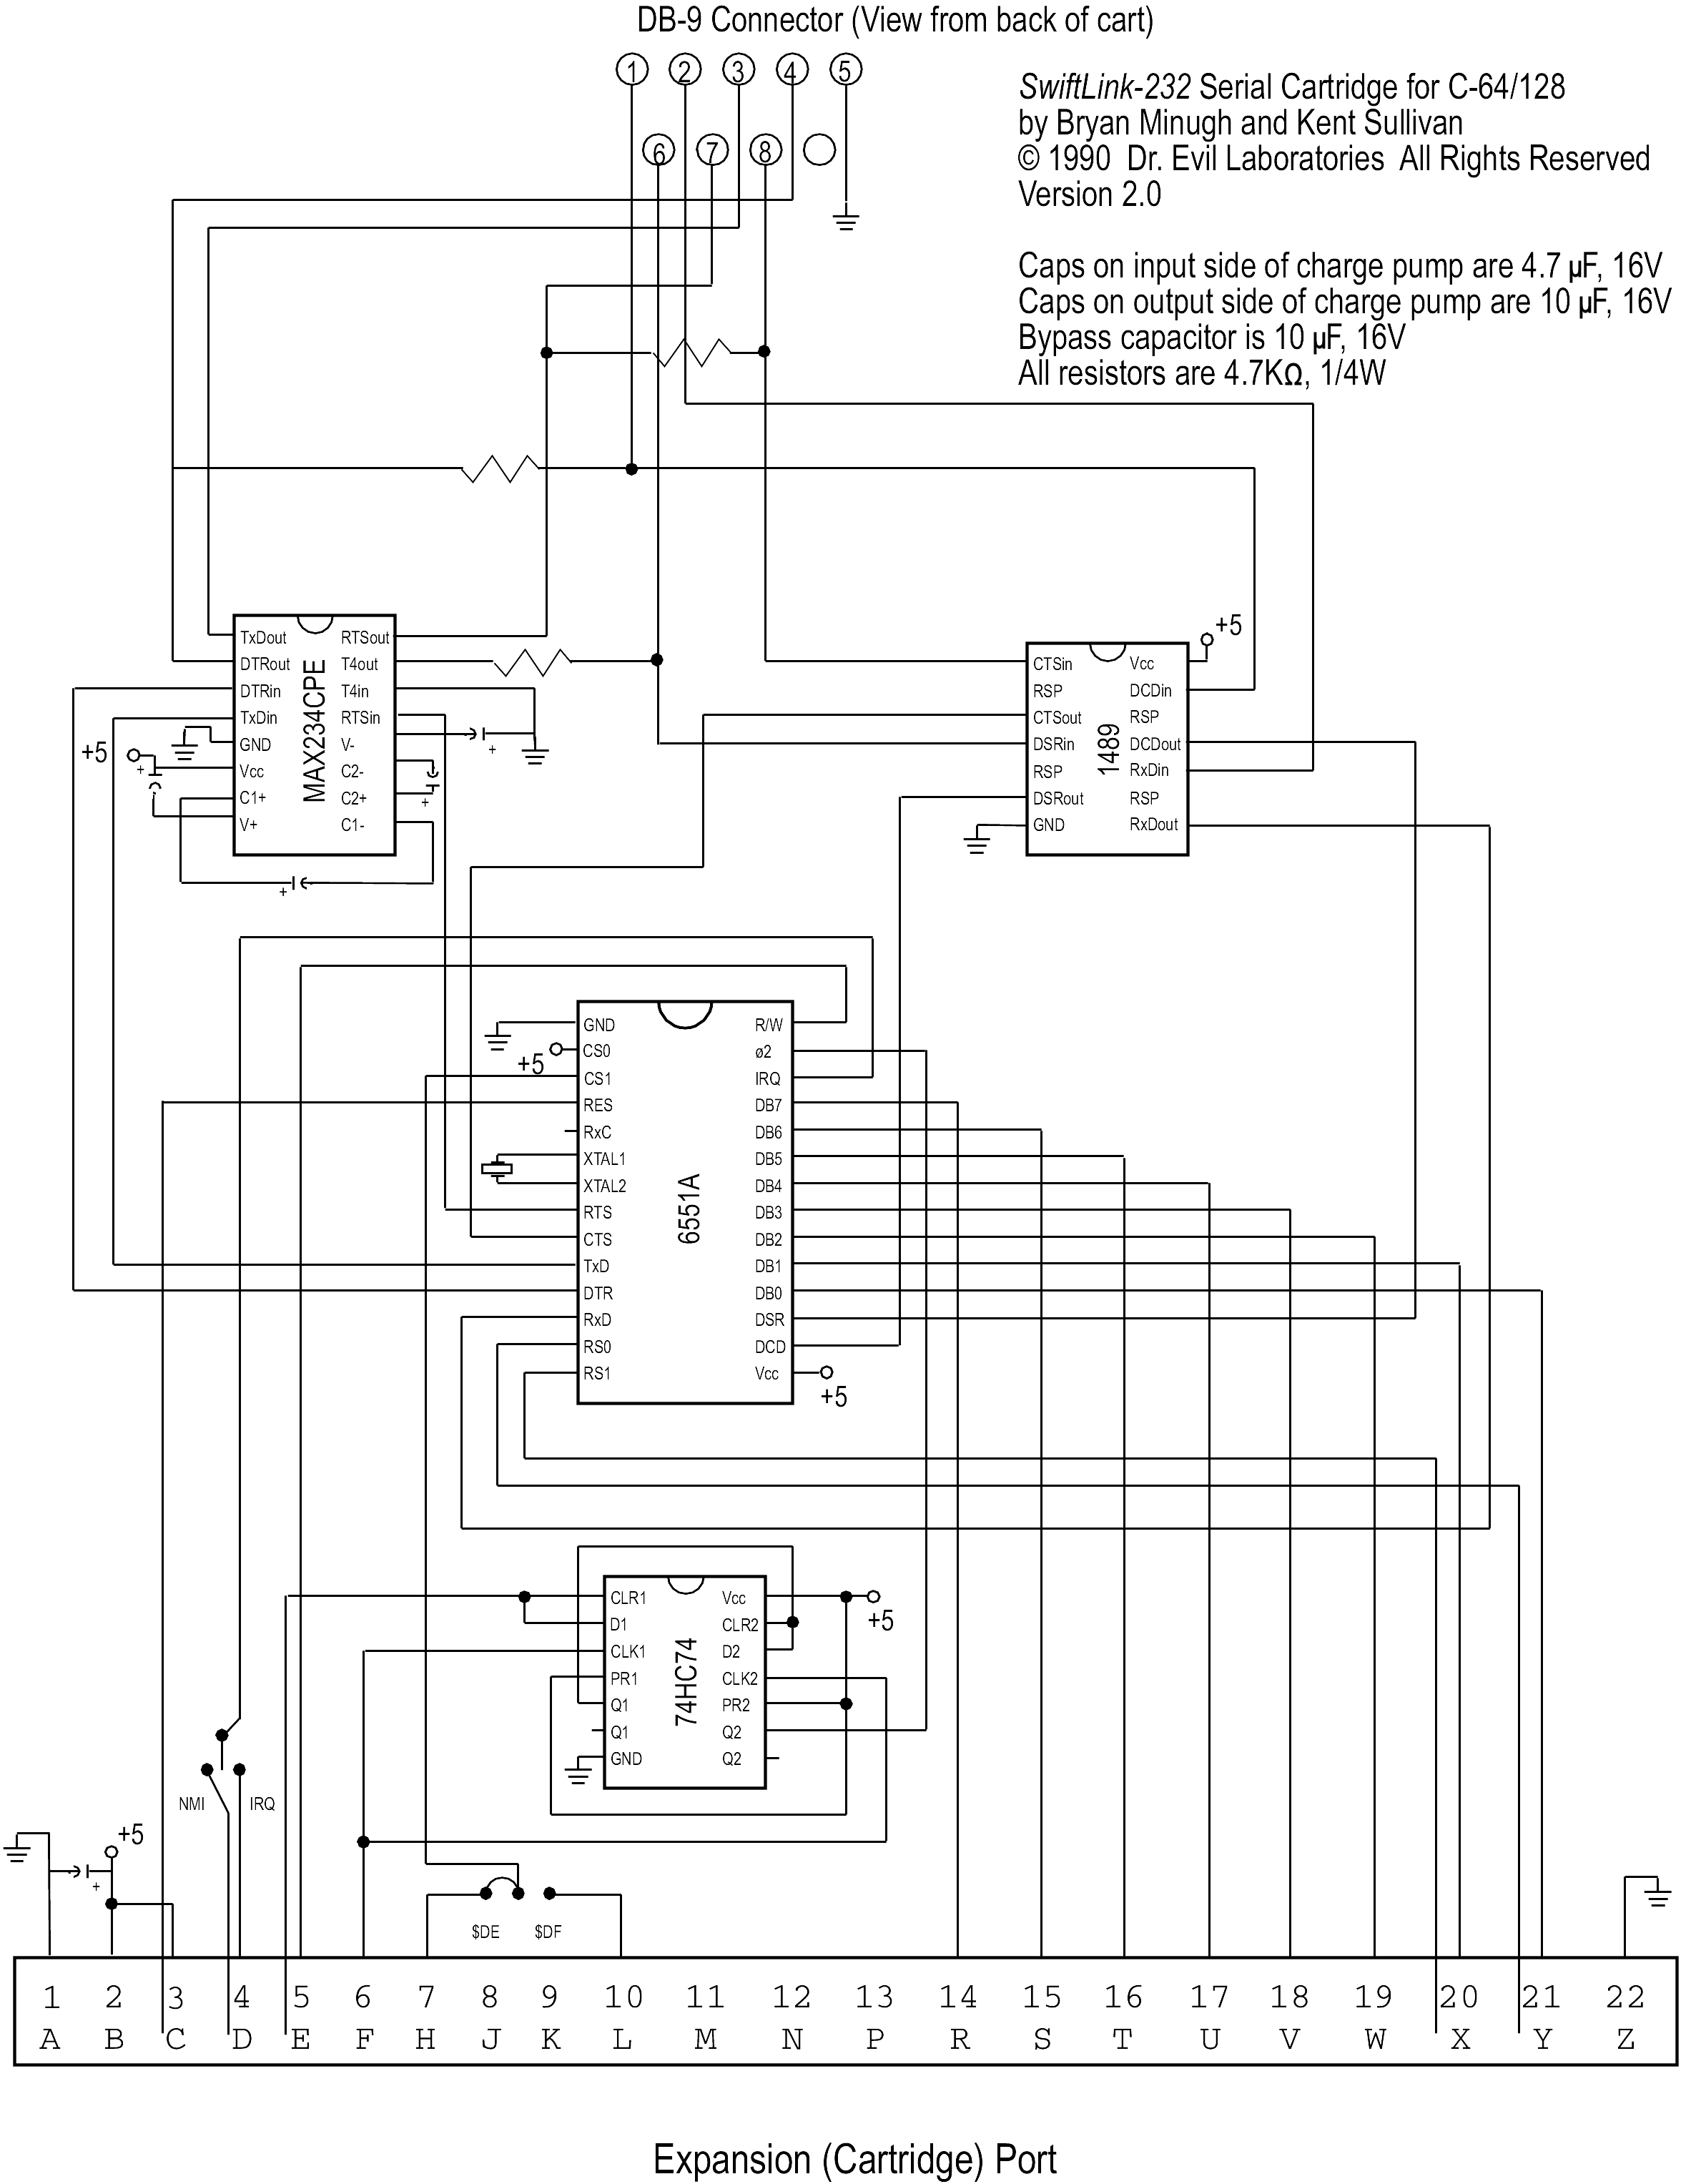 DB-9 Connector (View from back of cart)
1 2 3 4 5
6 7 8
SwiftLink-232 Serial Cartridge for C-64/128
by Bryan Minugh and Kent Sullivan
© 1990 Dr. Evil Laboratories All Rights Reserved
Version 2.0
Caps on input side of charge pump are 4.7 µF, 16V
Caps on output side of charge pump are 10 µF, 16V
Bypass capacitor is 10 µF, 16V
All resistors are 4.7KΩ, 1/4W
TxDout RTSout
DTRout T4out
DTRin T4in
TxDin RTSin
GND V-
Vcc C2-
C1+ C2+
V+ C1-
MAX234CPE
+5
+
+
+
+
+5
CTSin Vcc
RSP DCDin
CTSout RSP
DSRin DCDout
RSP RxDin
DSRout RSP
GND RxDout
1489
GND R/W
CS0 ø2
CS1 IRQ
RES DB7
RxC DB6
XTAL1 DB5
XTAL2 DB4
RTS DB3
CTS DB2
TxD DB1
DTR DB0
RxD DSR
RS0 DCD
RS1 Vcc
6551A
+5
+5
CLR1 Vcc
D1 CLR2
CLK1 D2
PR1 CLK2
Q1 PR2
Q1 Q2
GND Q2
74HC74
+5
NMI IRQ
+5
+
$DE $DF
1 2 3 4 5 6 7 8 9 10 11 12 13 14 15 16 17 18 19 20 21 22
A B C D E F H J K L M N P R S T U V W X Y Z
Expansion (Cartridge) Port